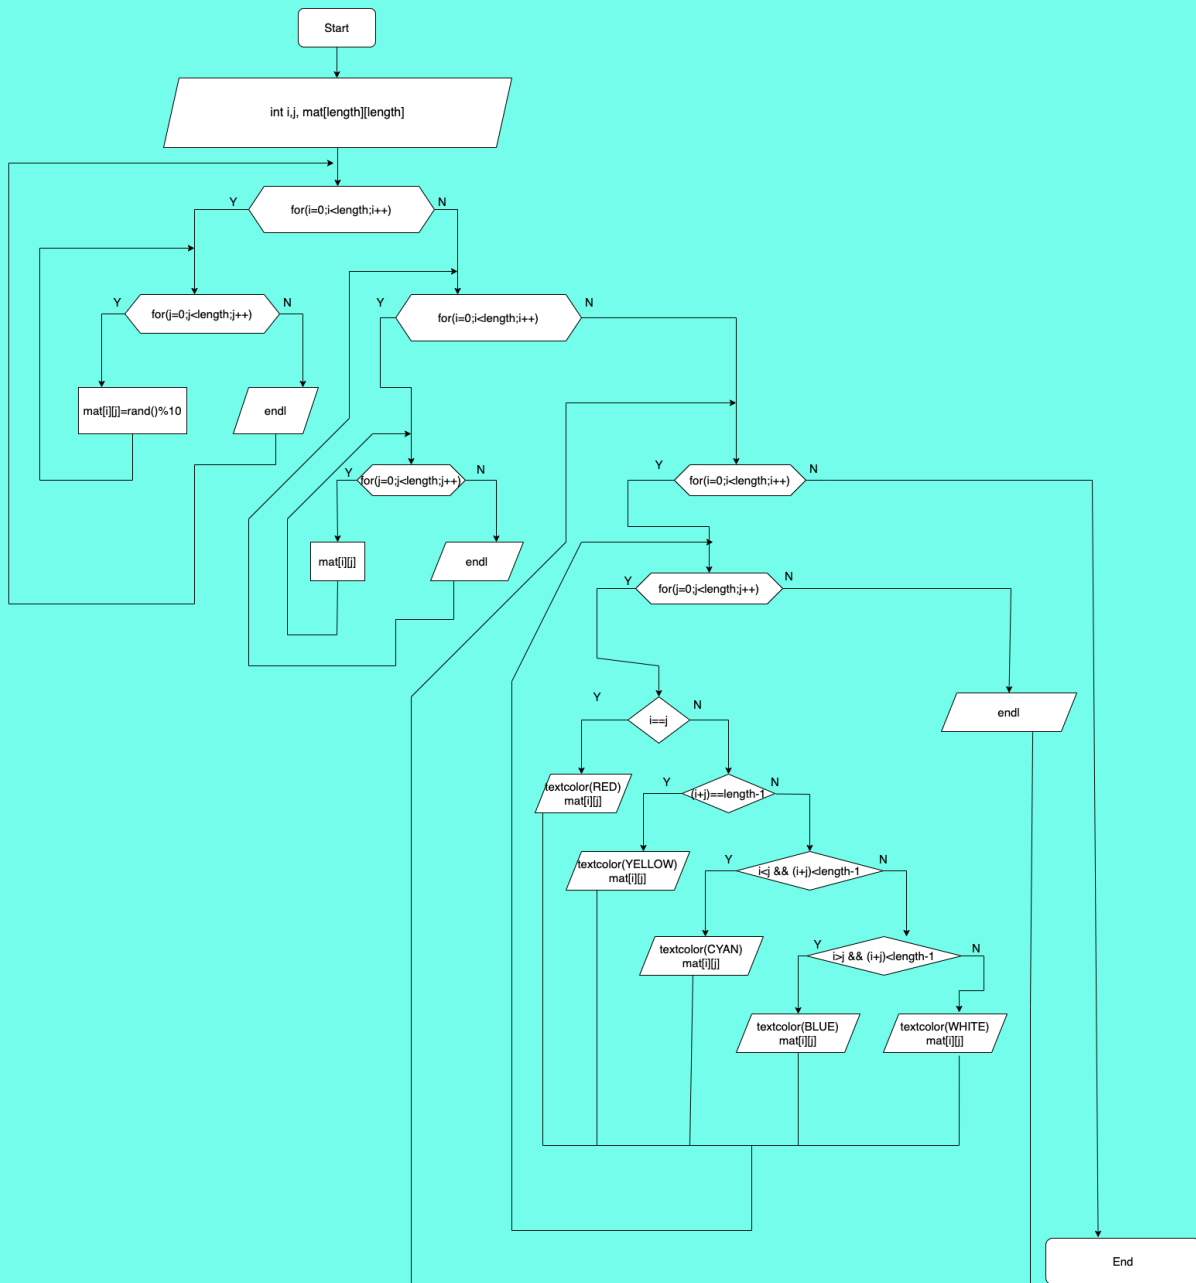 Start
int i,j, mat[length][length]
Y
for(i=0;i<length;i++)
N
Y
for(j=0;j<length;j++)
N
mat[i][j]=rand()%10
endl
Y
for(i=0;i<length;i++)
N
Y
for(j=0;j<length;j++)
N
mat[i][j]
endl
Y
for(i=0;i<length;i++)
N
Y
for(j=0;j<length;j++)
N
endl
Y
i==j
N
textcolor(RED)
mat[i][j]
Y
(i+j)==length-1
N
textcolor(YELLOW)
mat[i][j]
Y
i<j && (i+j)<length-1
N
textcolor(CYAN)
mat[i][j]
Y
i>j && (i+j)<length-1
N
textcolor(BLUE)
mat[i][j]
textcolor(WHITE)
mat[i][j]
End